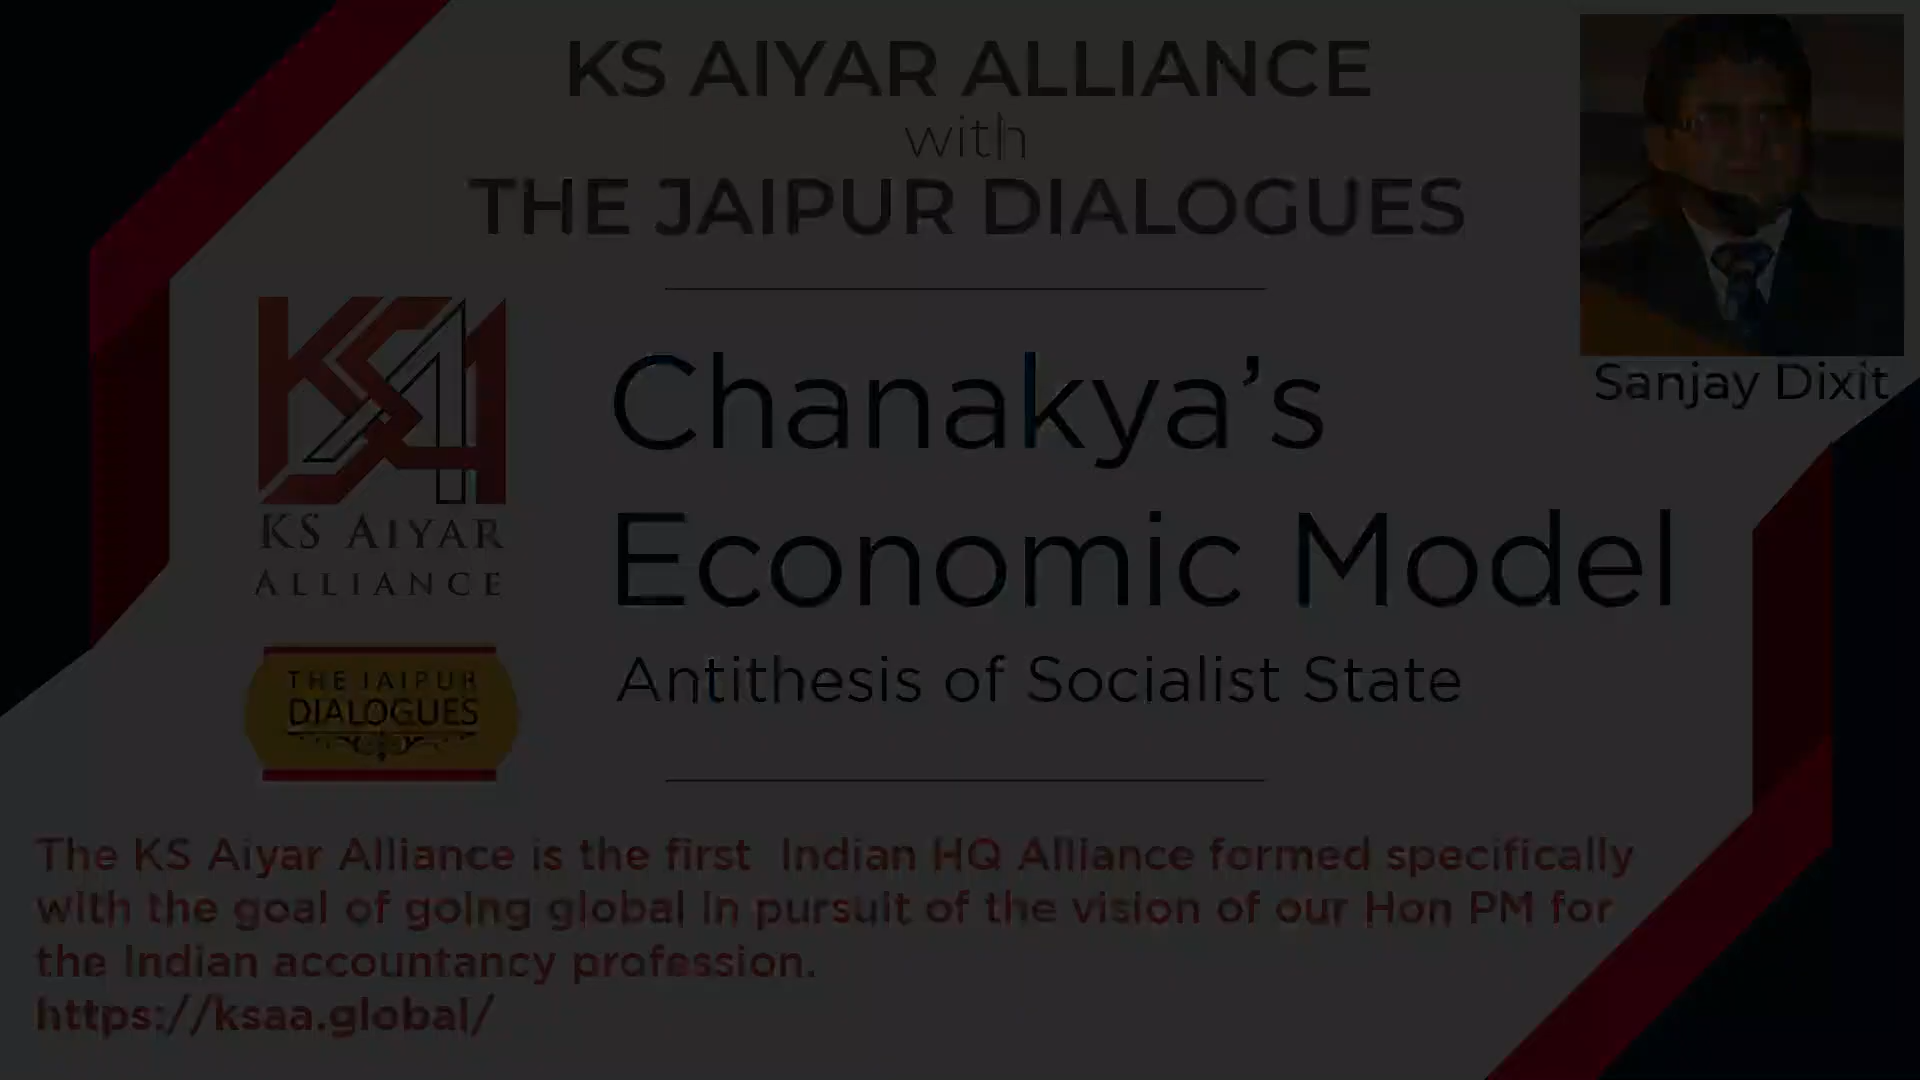 KS AIYAR ALLIANCE
with
THE JAIPUR DIALOGUES
Sanjay Dixit
KSA
KS AIYAR
ALLIANCE
Chanakya's
Economic Model
Antithesis of Socialist State
THE JAIPUR
DIALOGUES
The KS Aiyar Alliance is the first Indian HQ Alliance formed specifically
with the goal of going global in pursuit of the vision of our Hon PM for
the Indian accountancy profession.
https://ksaa.global/